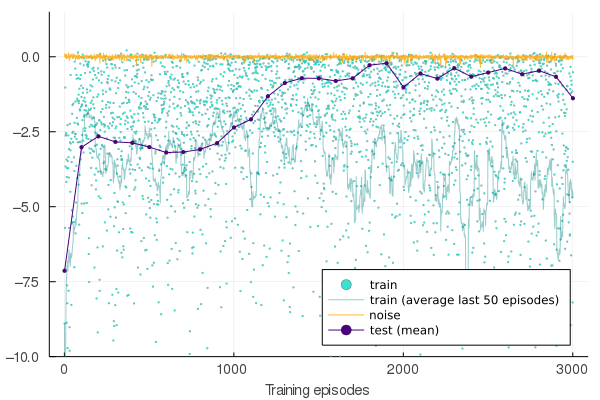 0.0
−2.5
−5.0
−7.5
−10.0
0
1000
2000
3000
Training episodes
train
train (average last 50 episodes)
noise
test (mean)